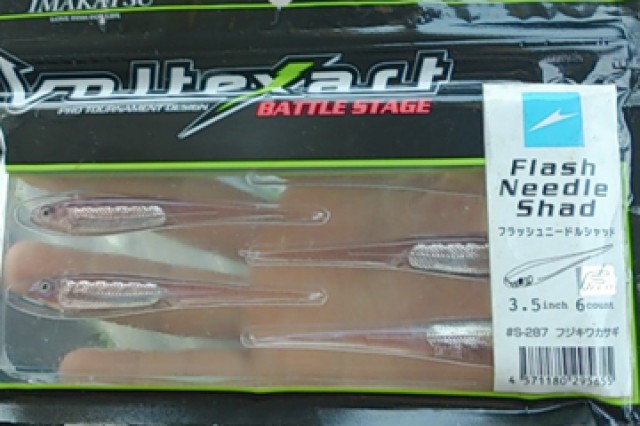 IMAKATSU
Voltexart
PRO TOURNAMENT DESIGN
BATTLE STAGE
Flash
Needle
Shad
フラッシュニードルシャッド
3.5inch 6count
#S-287 フジキワカサギ
4 571180 295655